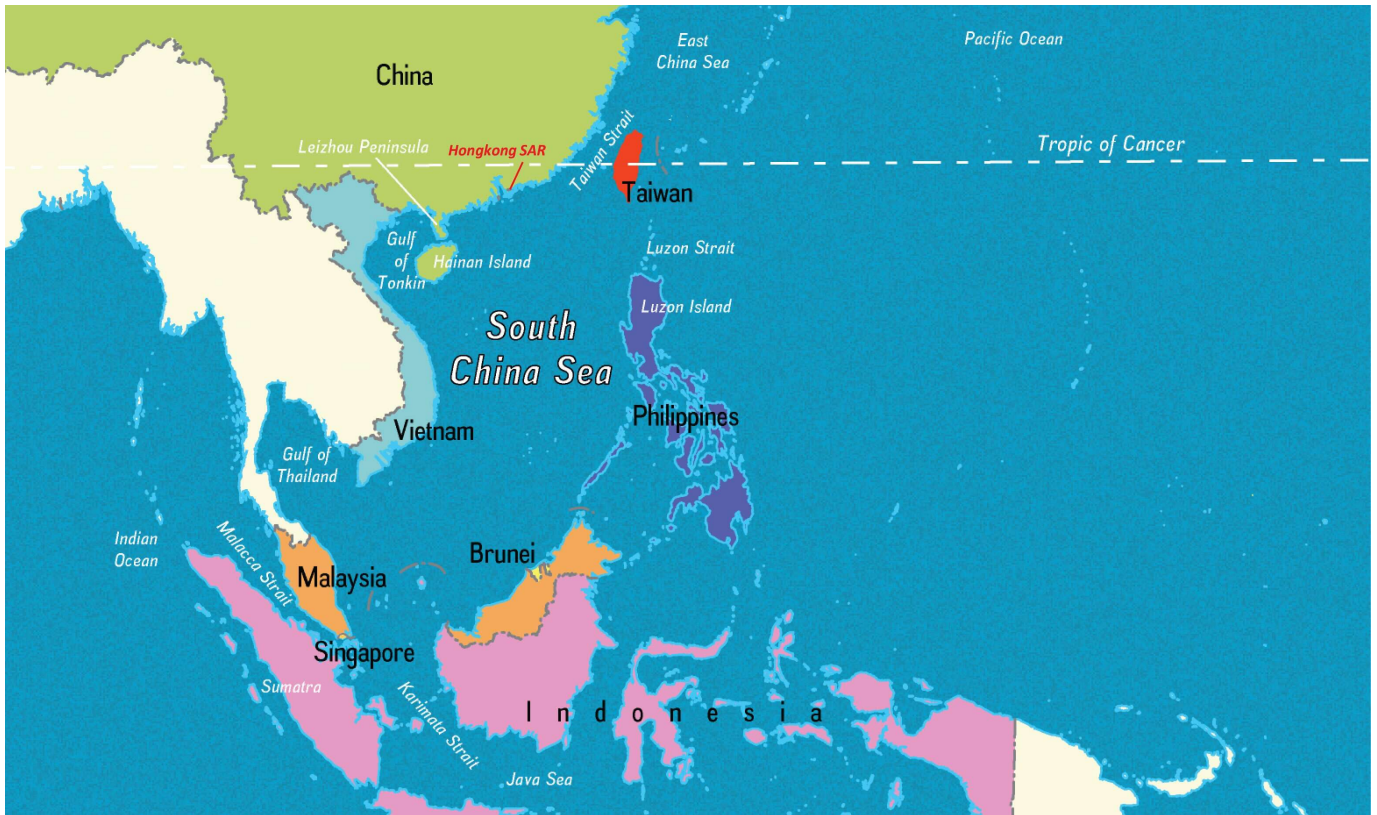 East
China Sea
Pacific Ocean
China
Taiwan Strait
Tropic of Cancer
Leizhou Peninsula
Hongkong SAR
Taiwan
Gulf
of
Tonkin
Hainan Island
Luzon Strait
Luzon Island
South
China Sea
Philippines
Vietnam
Gulf of
Thailand
Indian
Ocean
Malacca Strait
Brunei
Malaysia
Singapore
Sumatra
Karimata Strait
Indonesia
Java Sea